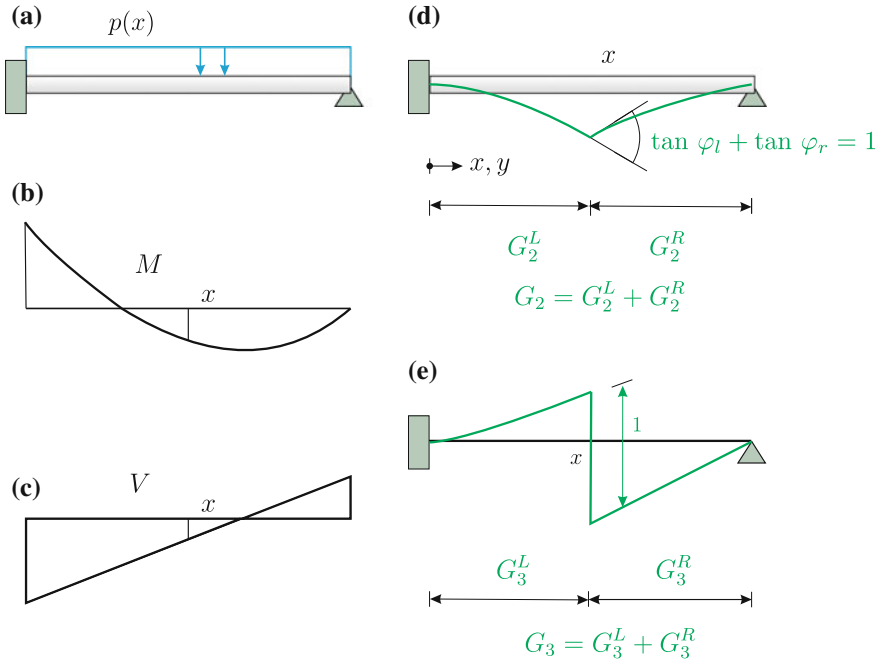 (a)
p(x)
(b)
M
x
(c)
V
x
(d)
x
tan φ_l + tan φ_r = 1
x, y
G_2^L
G_2^R
G_2 = G_2^L + G_2^R
(e)
1
x
G_3^L
G_3^R
G_3 = G_3^L + G_3^R